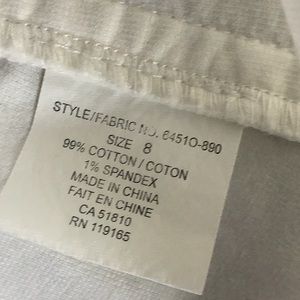 STYLE/FABRIC NO. 6451O-890
SIZE 8
99% COTTON / COTON
1% SPANDEX
MADE IN CHINA
FAIT EN CHINE
CA 51810
RN 119165